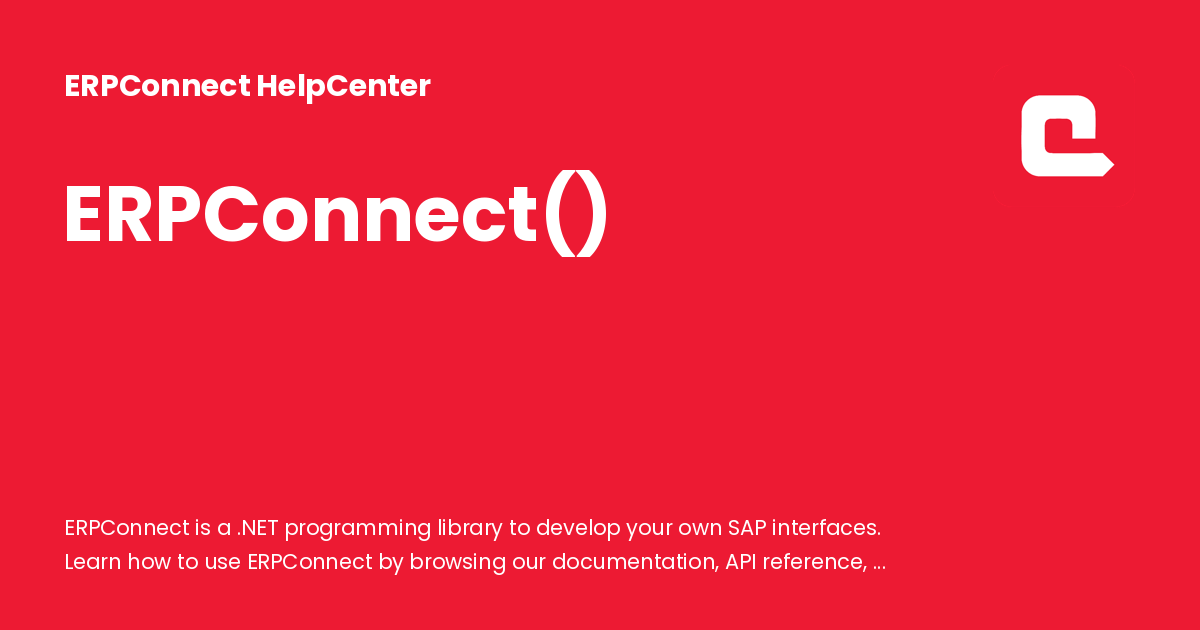 ERPConnect HelpCenter
ERPConnect()
ERPConnect is a .NET programming library to develop your own SAP interfaces.
Learn how to use ERPConnect by browsing our documentation, API reference, ...